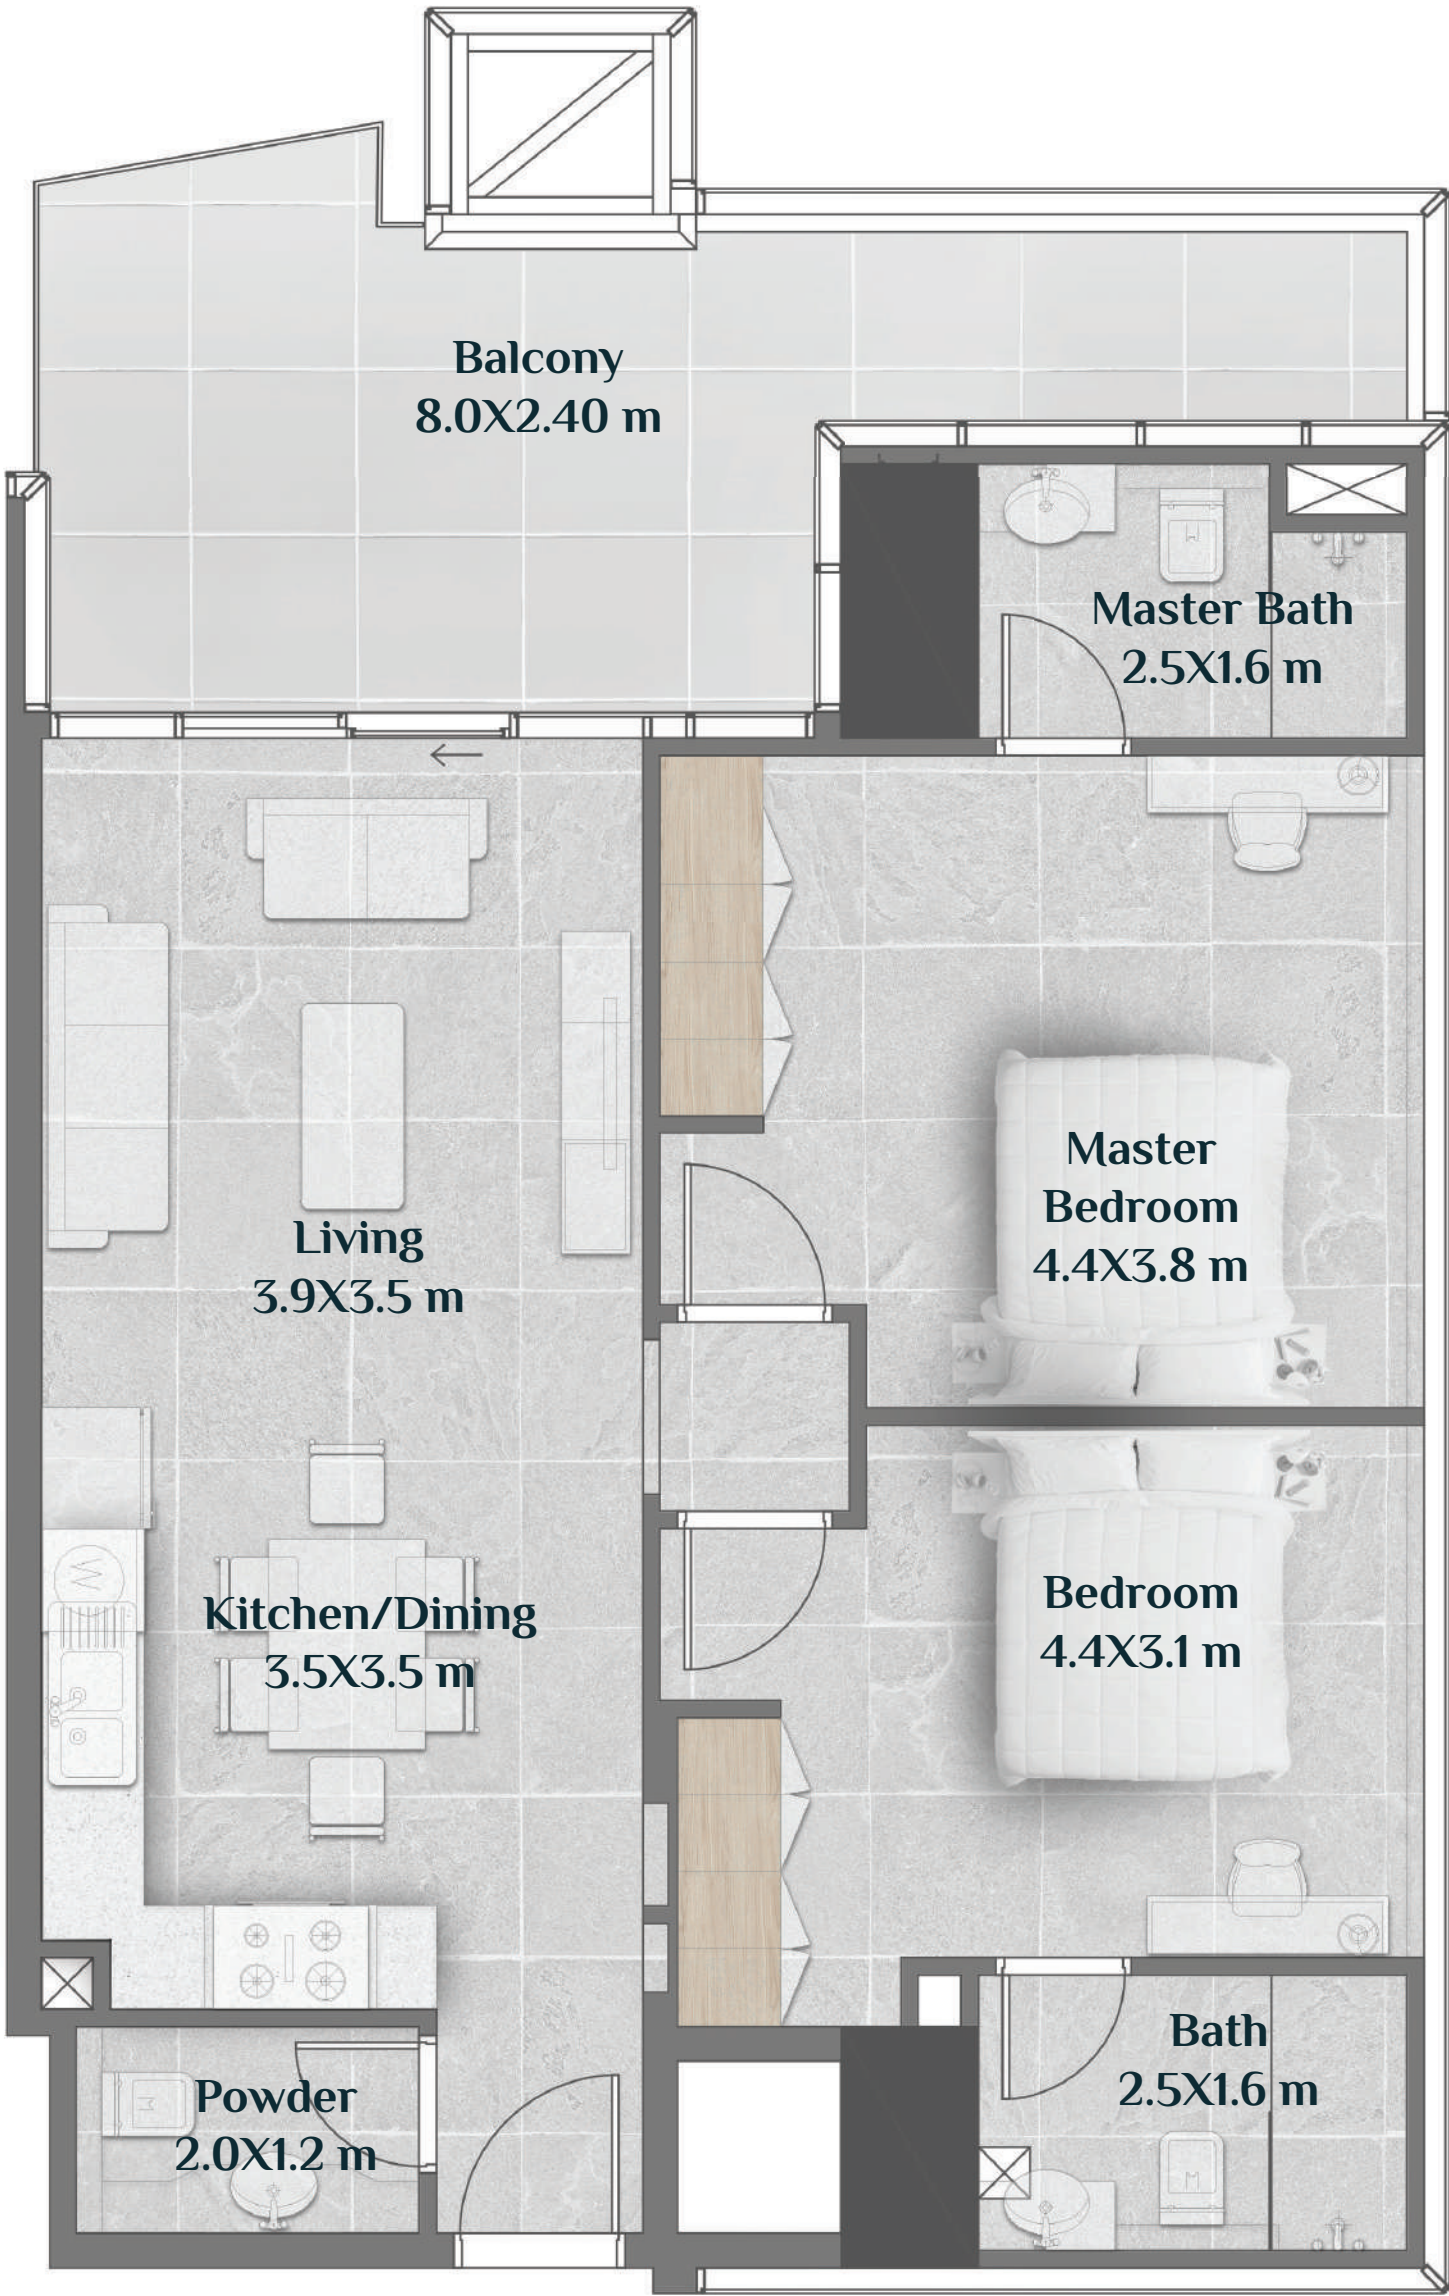 Balcony
8.0X2.40 m
Master Bath
2.5X1.6 m
Master
Bedroom
4.4X3.8 m
Living
3.9X3.5 m
Kitchen/Dining
3.5X3.5 m
Bedroom
4.4X3.1 m
W
Bath
2.5X1.6 m
Powder
2.0X1.2 m